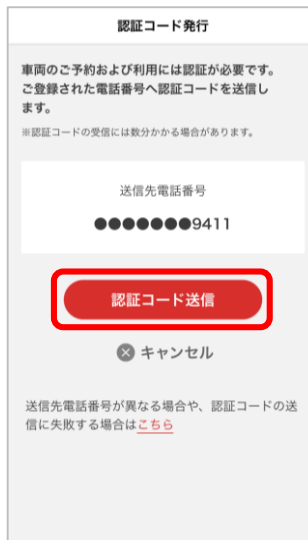 認証コード発行
車両のご予約および利用には認証が必要です。
ご登録された電話番号へ認証コードを送信し
ます。
※認証コードの受信には数分かかる場合があります。
送信先電話番号
●●●●●●●9411
認証コード送信
キャンセル
送信先電話番号が異なる場合や、認証コードの送
信に失敗する場合はこちら